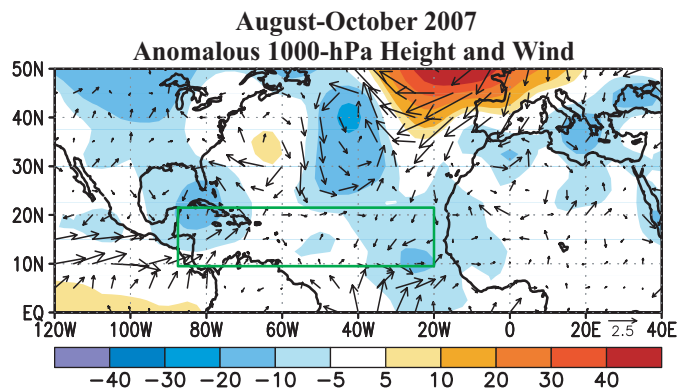 August-October 2007
Anomalous 1000-hPa Height and Wind
50N
40N
30N
20N
10N
EQ
120W 100W 80W 60W 40W 20W 0 20E 40E
2.5
−40 −30 −20 −10 −5 5 10 20 30 40